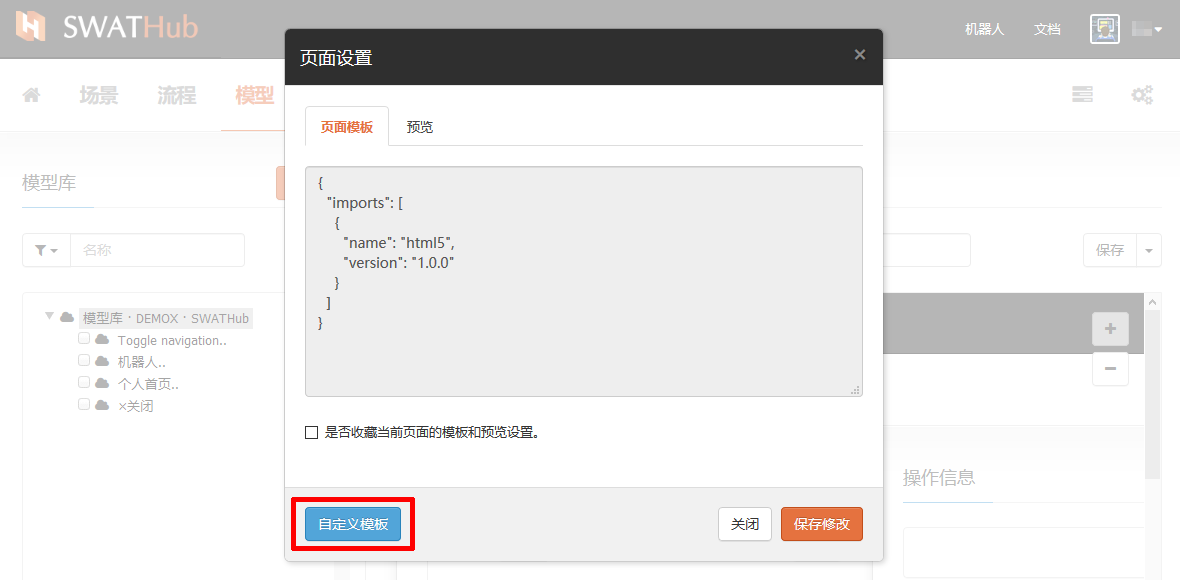 SWATHub
机器人
文档
场景
流程
模型
页面设置
×
页面模板
预览
{
"imports": [
{
"name": "html5",
"version": "1.0.0"
}
]
}
是否收藏当前页面的模板和预览设置。
自定义模板
关闭
保存修改
模型库
名称
保存
模型库・DEMOX・SWATHub
Toggle navigation..
机器人..
个人首页..
×关闭
+
−
操作信息